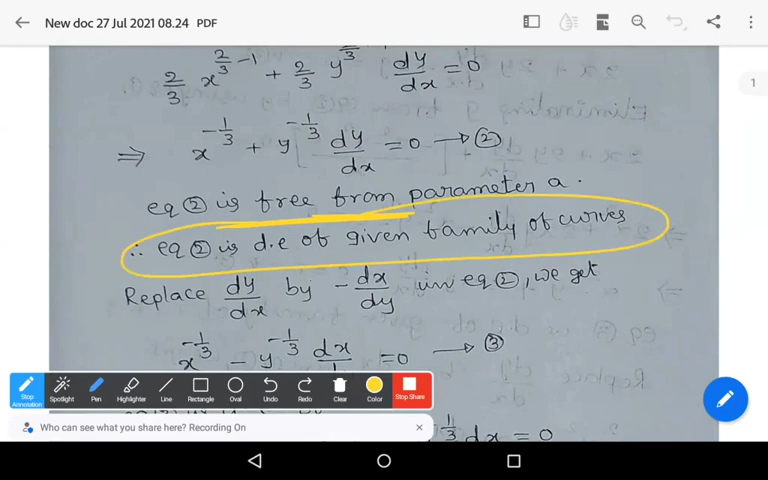 New doc 27 Jul 2021 08.24 PDF
1
2/3 x^(2/3 - 1) + 2/3 y dy/dx = 0
⇒ x^(-1/3) + y^(-1/3) dy/dx = 0 → ②
eq ② is free from parameter a.
∴ eq ② is d.e of given family of curves
Replace dy/dx by - dx/dy in eq ②, we get
x^(-1/3) - y^(-1/3) dx = 0 → ③
1/3 dx = 0
Stop Annotation
Spotlight
Pen
Highlighter
Line
Rectangle
Oval
Undo
Redo
Clear
Color
Stop Share
Who can see what you share here? Recording On